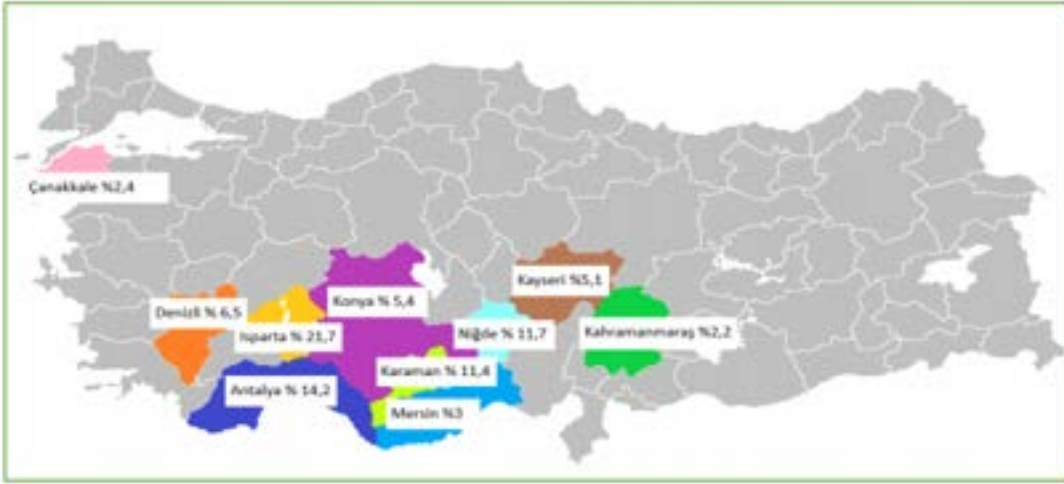 Çanakkale %2,4
Kayseri %5,1
Denizli % 6,5
Konya % 5,4
Isparta % 21,7
Niğde % 11,7
Kahramanmaraş %2,2
Karaman % 11,4
Antalya % 14,2
Mersin %3